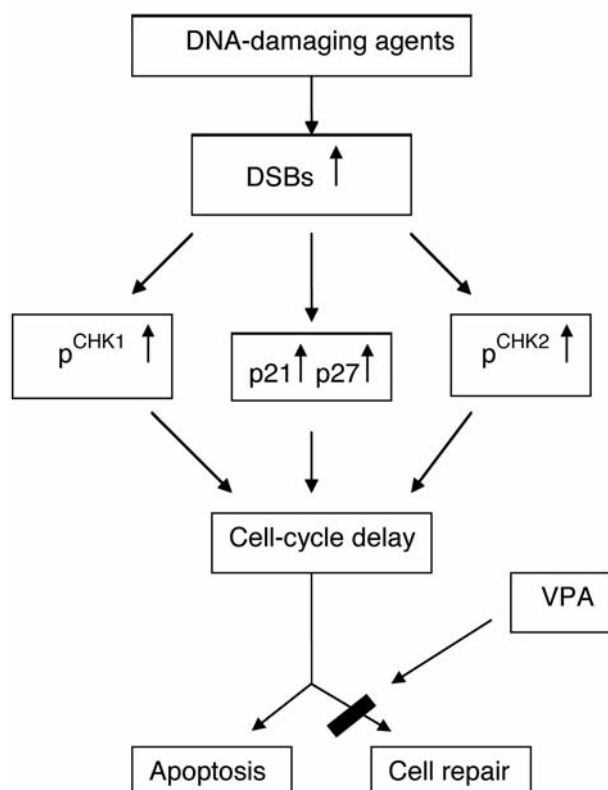 DNA-damaging agents
DSBs ↑
pCHK1 ↑
p21↑ p27↑
pCHK2 ↑
Cell-cycle delay
VPA
Apoptosis
Cell repair